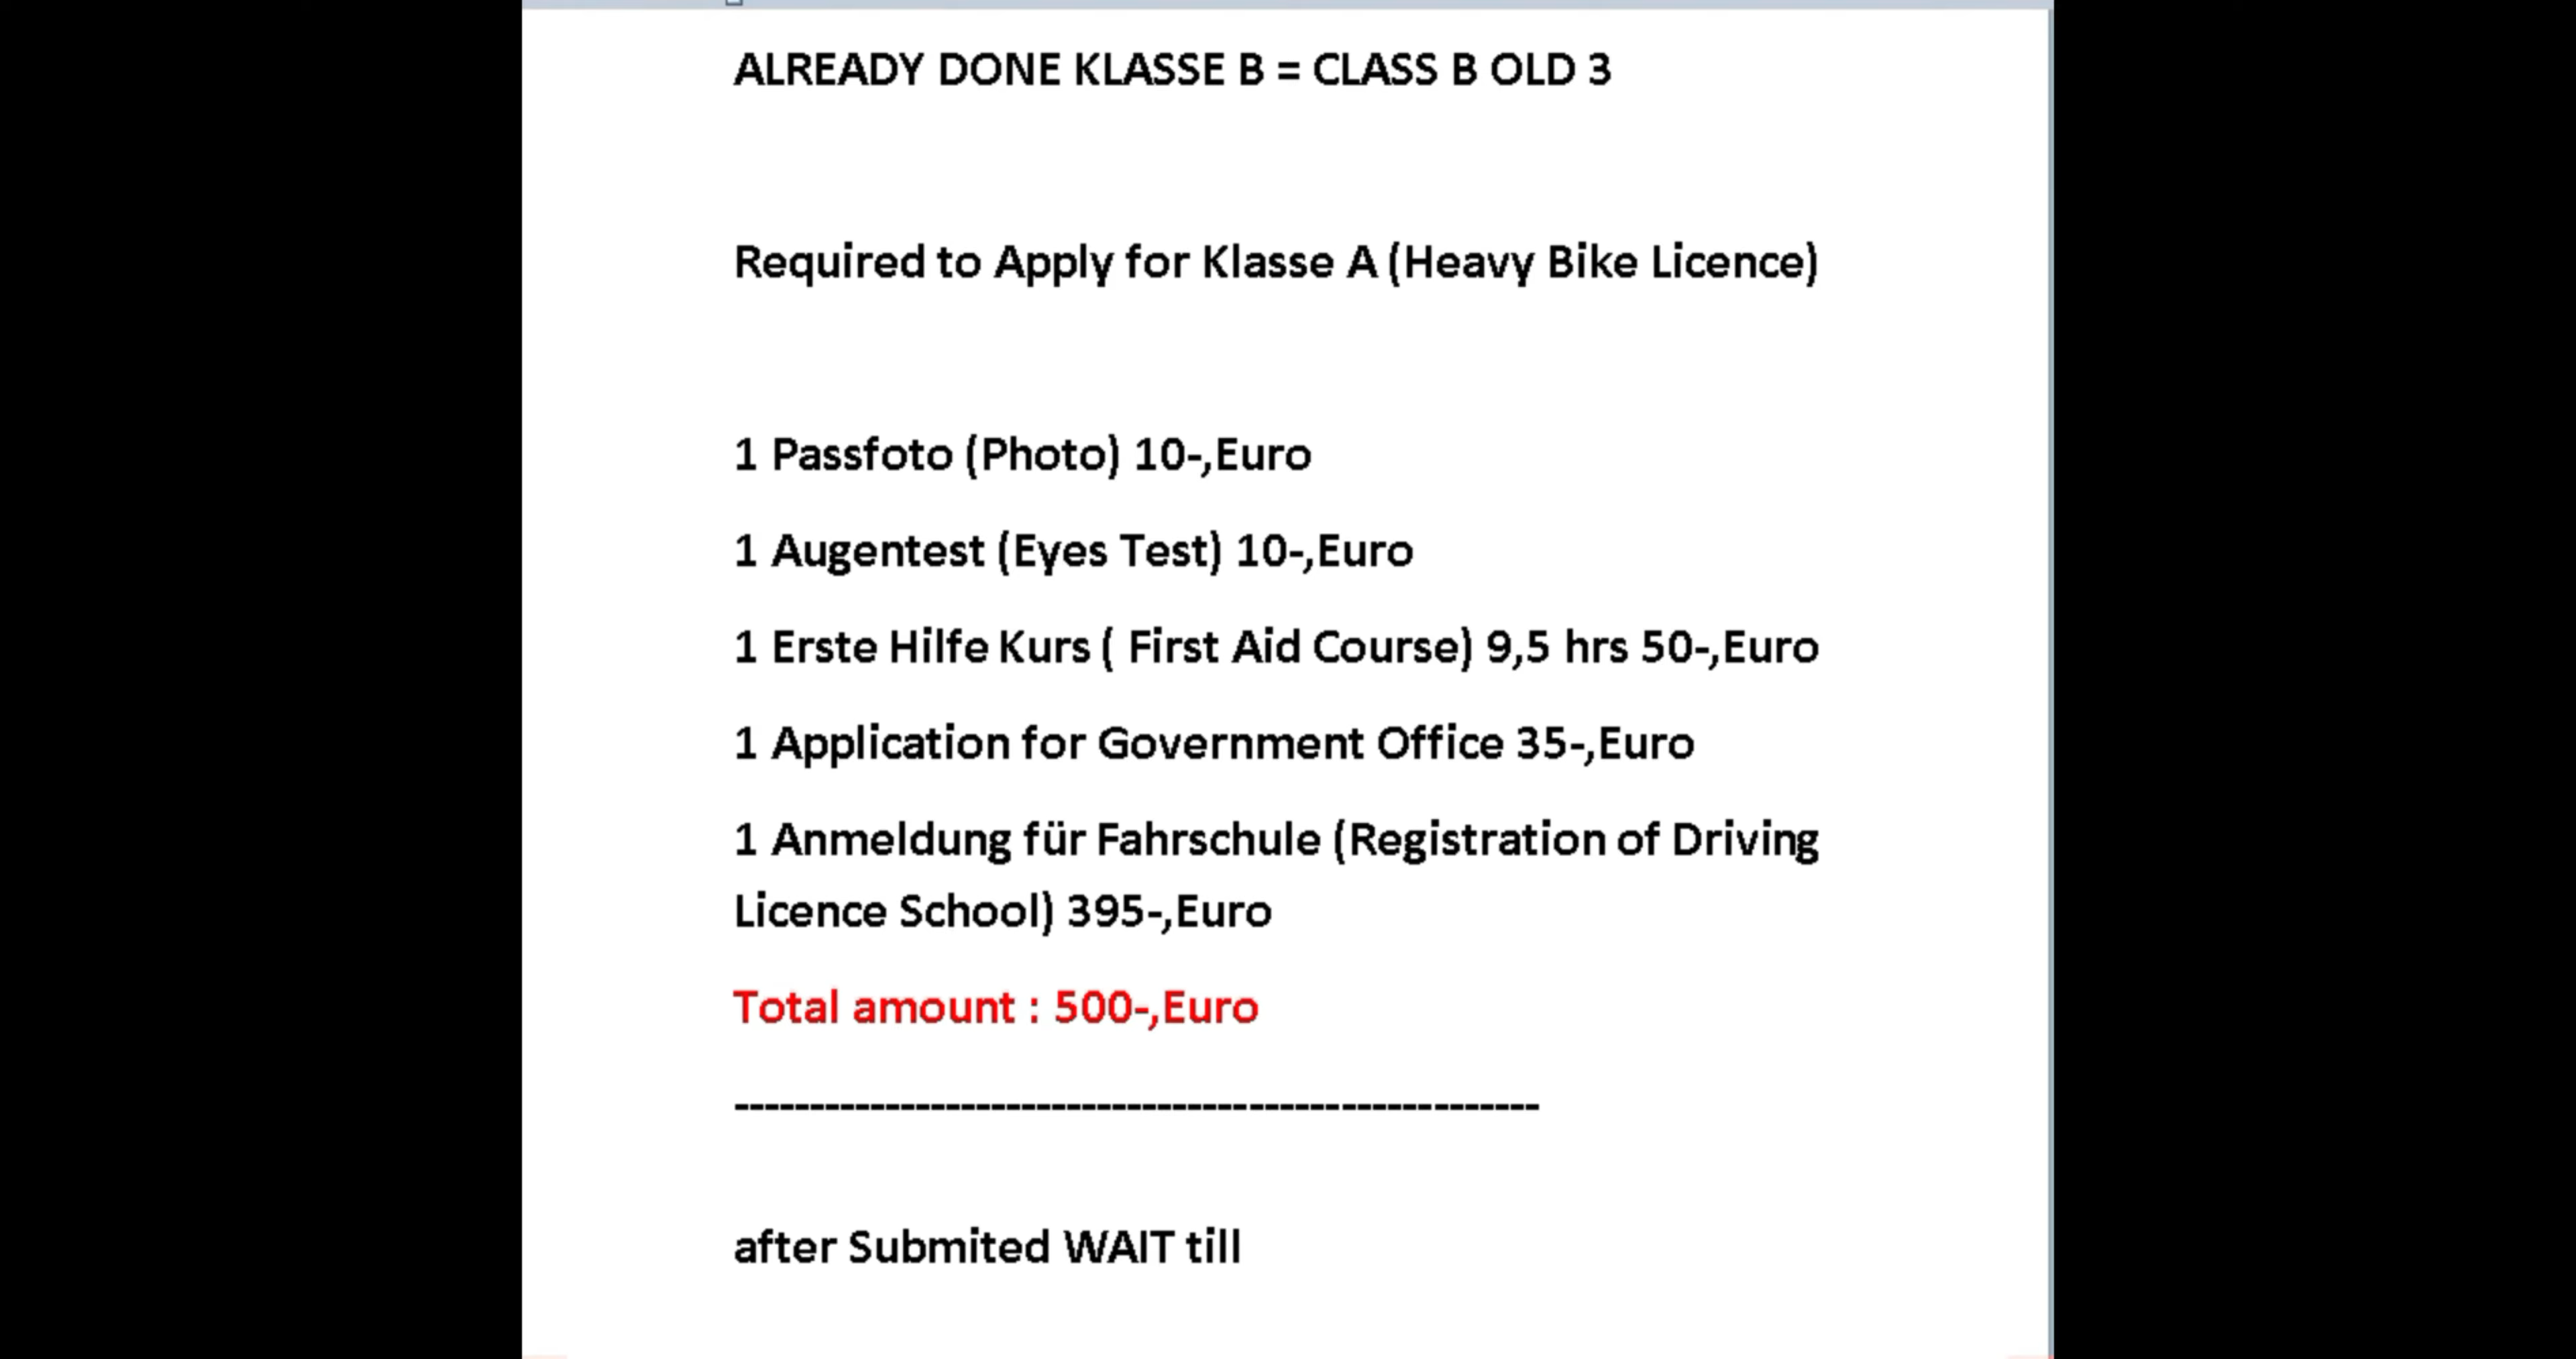 ALREADY DONE KLASSE B = CLASS B OLD 3
Required to Apply for Klasse A (Heavy Bike Licence)
1 Passfoto (Photo) 10-,Euro
1 Augentest (Eyes Test) 10-,Euro
1 Erste Hilfe Kurs ( First Aid Course) 9,5 hrs 50-,Euro
1 Application for Government Office 35-,Euro
1 Anmeldung für Fahrschule (Registration of Driving
Licence School) 395-,Euro
Total amount : 500-,Euro
-----------------------------------------------------
after Submited WAIT till